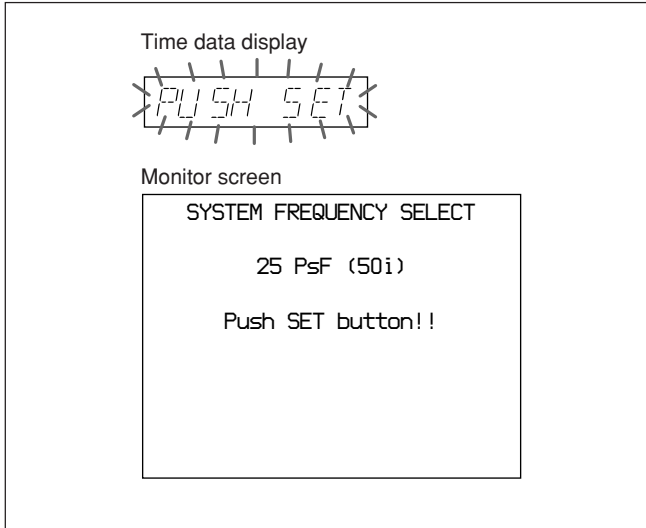 Time data display
PUSH SET
Monitor screen
SYSTEM FREQUENCY SELECT
25 PsF (50i)
Push SET button!!